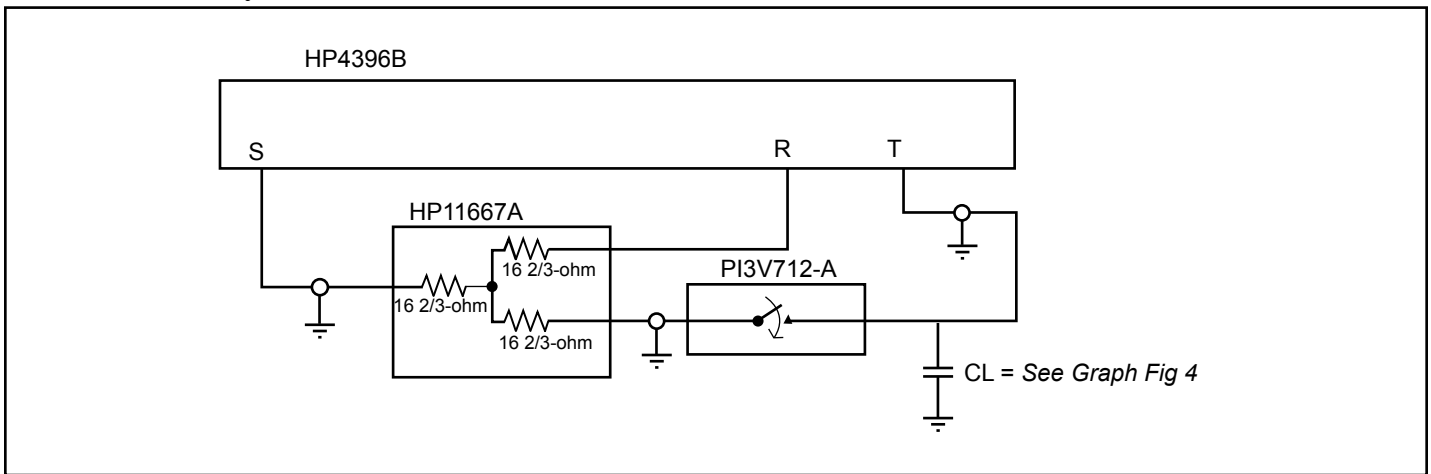 HP4396B
S
R
T
HP11667A
16 2/3-ohm
16 2/3-ohm
16 2/3-ohm
PI3V712-A
CL = See Graph Fig 4